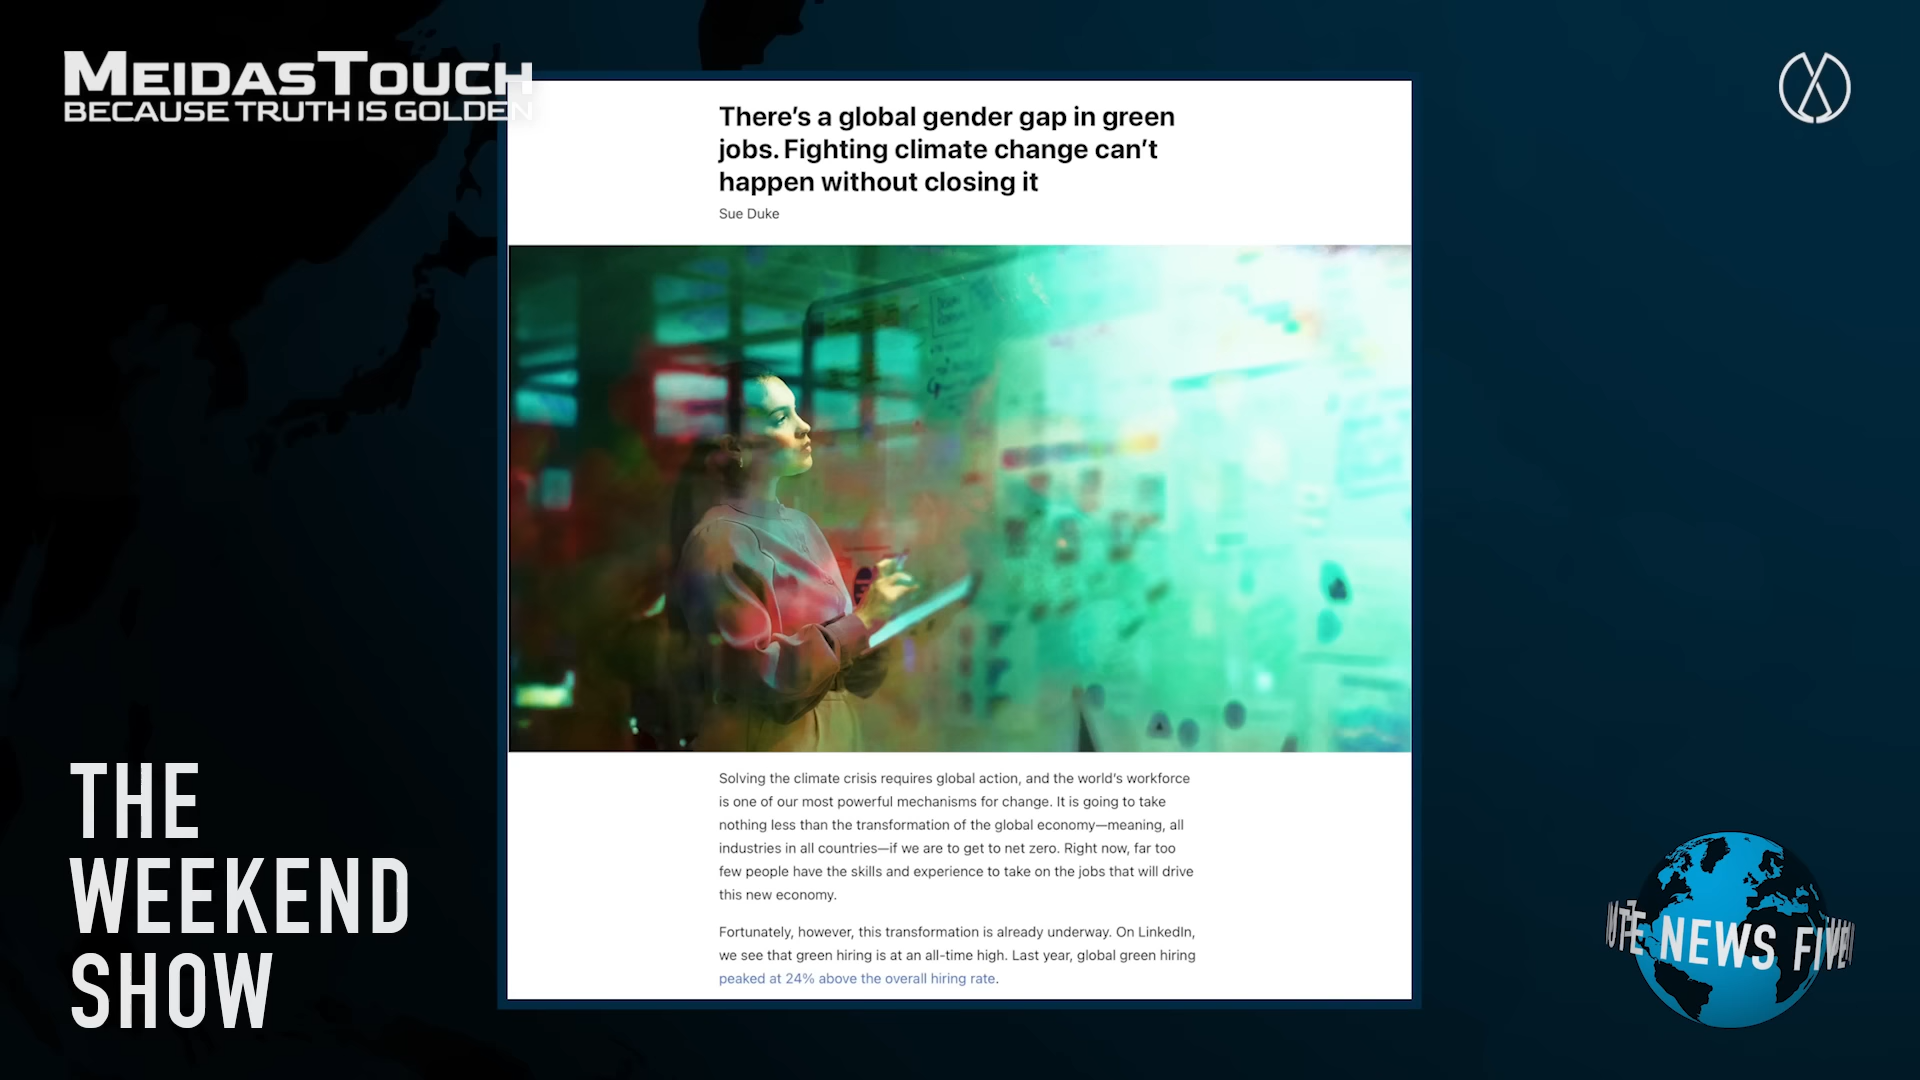 MEIDASTOUCH
BECAUSE TRUTH IS GOLDEN
There's a global gender gap in green
jobs. Fighting climate change can't
happen without closing it
Sue Duke
Solving the climate crisis requires global action, and the world's workforce
is one of our most powerful mechanisms for change. It is going to take
nothing less than the transformation of the global economy—meaning, all
industries in all countries—if we are to get to net zero. Right now, far too
few people have the skills and experience to take on the jobs that will drive
this new economy.
Fortunately, however, this transformation is already underway. On LinkedIn,
we see that green hiring is at an all-time high. Last year, global green hiring
peaked at 24% above the overall hiring rate.
THE
WEEKEND
SHOW
NEWS FIVE